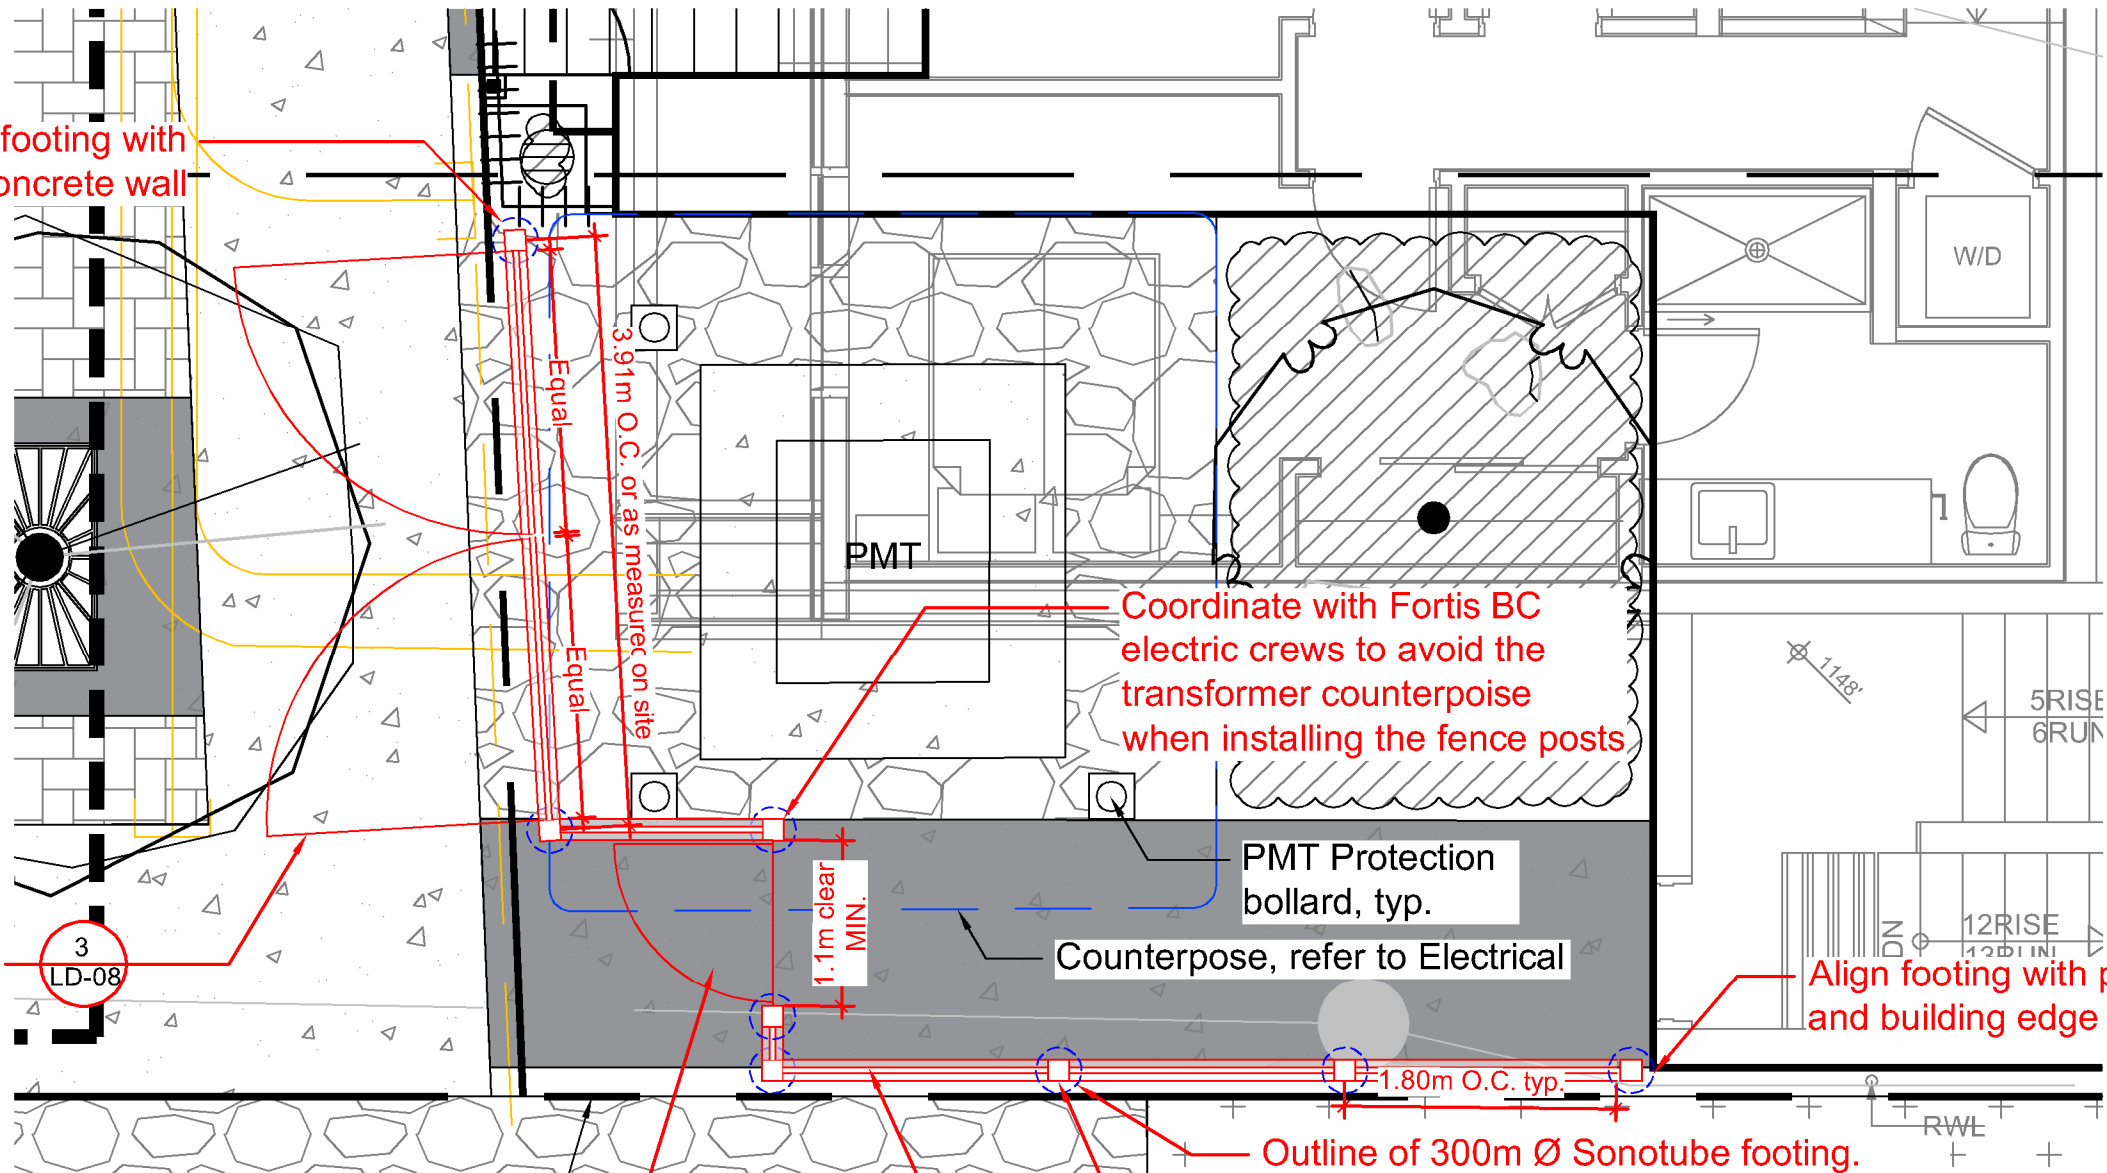 footing with
oncrete wall
W/D
Equal
3.91m O.C. or as measured on site
Equal
PMT
Coordinate with Fortis BC
electric crews to avoid the
transformer counterpoise
when installing the fence posts
1148'
5RISE
6RUN
PMT Protection
bollard, typ.
1.1m clear
MIN.
Counterpose, refer to Electrical
3
LD-08
DN
12RISE
13RUN
Align footing with p
and building edge
1.80m O.C. typ.
RWL
Outline of 300m Ø Sonotube footing.